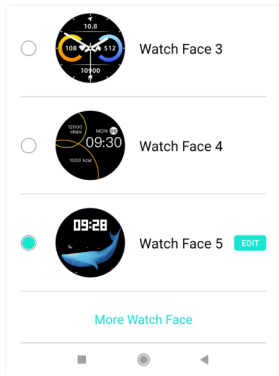 10.8
108
512
10900
Watch Face 3
12000
steps
MON 08
09:30
1000 kcal
Watch Face 4
09:28
Watch Face 5
EDIT
More Watch Face